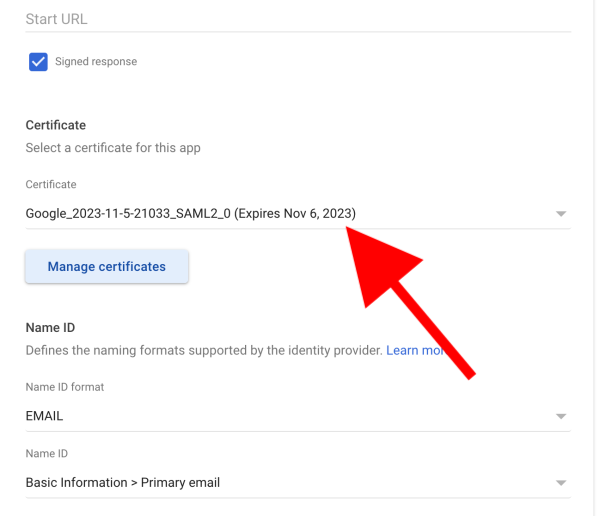 Start URL
Signed response
Certificate
Select a certificate for this app
Certificate
Google_2023-11-5-21033_SAML2_0 (Expires Nov 6, 2023)
Manage certificates
Name ID
Defines the naming formats supported by the identity provider. Learn mor
Name ID format
EMAIL
Name ID
Basic Information > Primary email